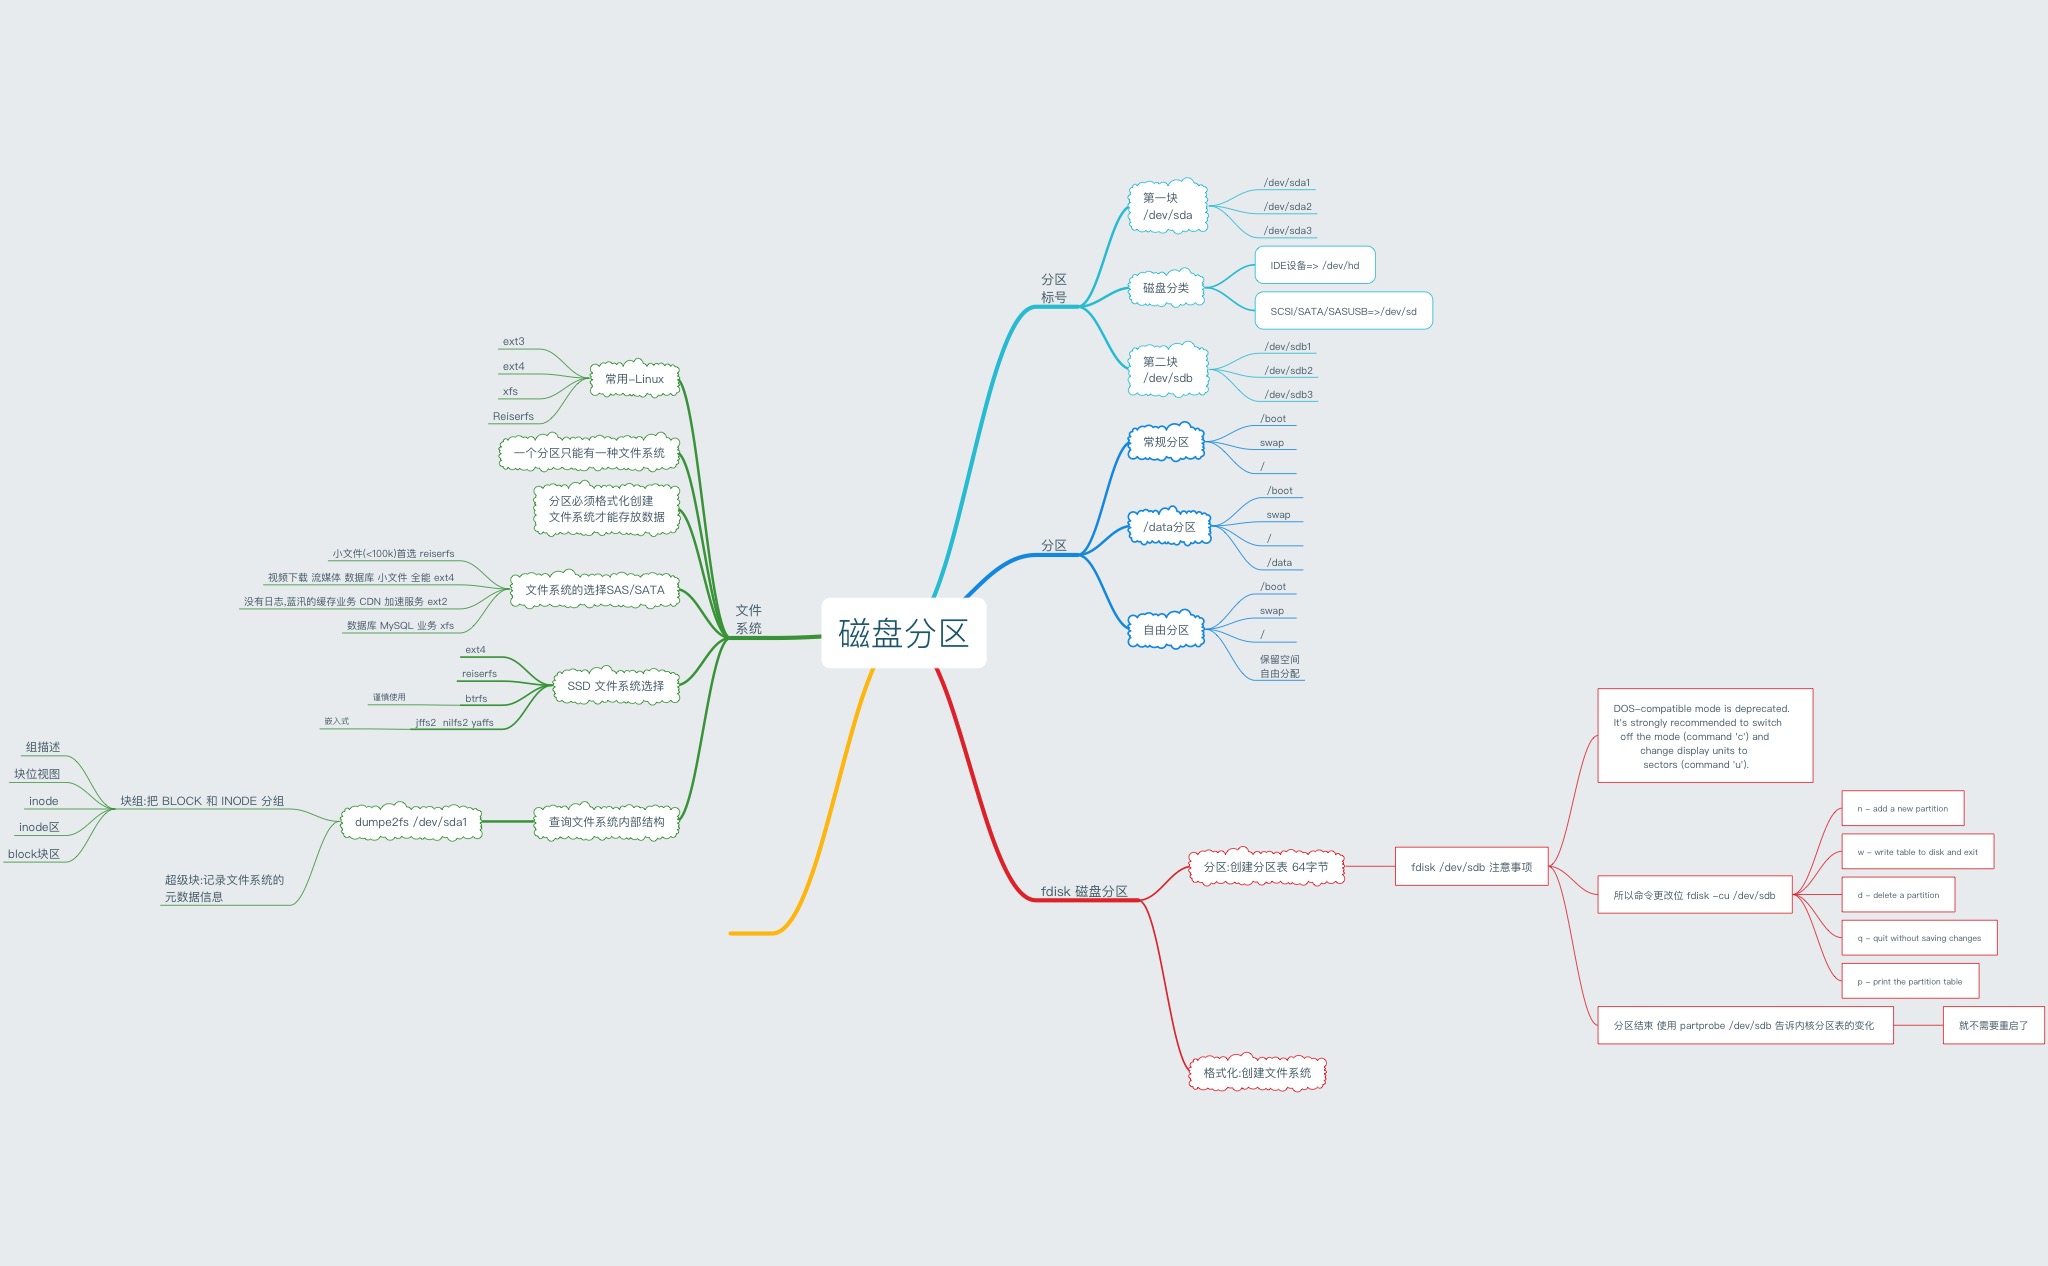 磁盘分区
分区
标号
第一块
/dev/sda
/dev/sda1
/dev/sda2
/dev/sda3
磁盘分类
IDE设备=> /dev/hd
SCSI/SATA/SASUSB=>/dev/sd
第二块
/dev/sdb
/dev/sdb1
/dev/sdb2
/dev/sdb3
分区
常规分区
/boot
swap
/
/data分区
/boot
swap
/
/data
自由分区
/boot
swap
/
保留空间
自由分配
fdisk 磁盘分区
分区:创建分区表 64字节
fdisk /dev/sdb 注意事项
DOS-compatible mode is deprecated.
It's strongly recommended to switch
off the mode (command 'c') and
change display units to
sectors (command 'u').
所以命令更改位 fdisk -cu /dev/sdb
n - add a new partition
w - write table to disk and exit
d - delete a partition
q - quit without saving changes
p - print the partition table
分区结束 使用 partprobe /dev/sdb 告诉内核分区表的变化
就不需要重启了
格式化:创建文件系统
文件
系统
常用-Linux
ext3
ext4
xfs
Reiserfs
一个分区只能有一种文件系统
分区必须格式化创建
文件系统才能存放数据
文件系统的选择SAS/SATA
小文件(<100k)首选 reiserfs
视频下载 流媒体 数据库 小文件 全能 ext4
没有日志,蓝汛的缓存业务 CDN 加速服务 ext2
数据库 MySQL 业务 xfs
SSD 文件系统选择
ext4
reiserfs
btrfs
谨慎使用
jffs2 nilfs2 yaffs
嵌入式
查询文件系统内部结构
dumpe2fs /dev/sda1
块组:把 BLOCK 和 INODE 分组
组描述
块位视图
inode
inode区
block块区
超级块:记录文件系统的
元数据信息